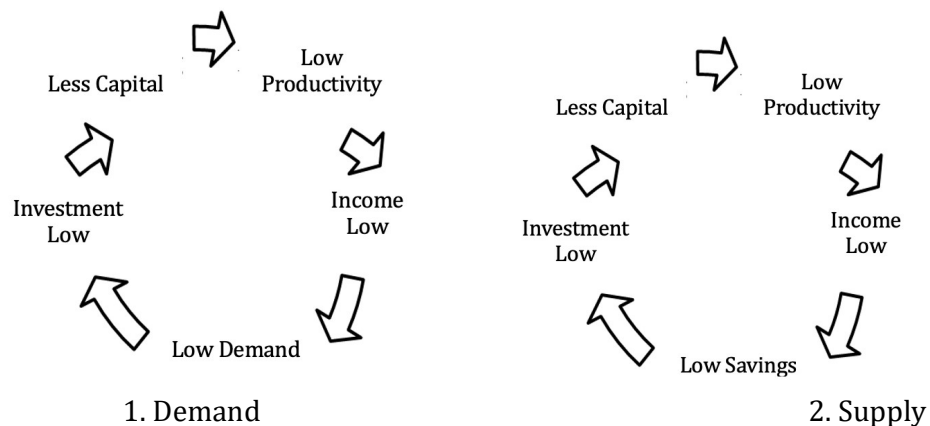 Less Capital
Low
Productivity
Income
Low
Low Demand
Investment
Low
1. Demand
Less Capital
Low
Productivity
Income
Low
Low Savings
Investment
Low
2. Supply